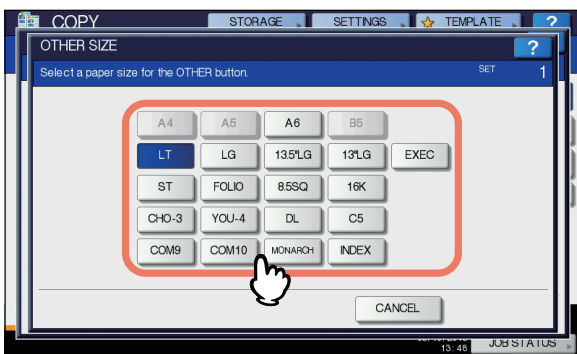 COPY STORAGE SETTINGS TEMPLATE ?
OTHER SIZE ?
Select a paper size for the OTHER button. SET 1
A4 A5 A6 B5
LT LG 13.5"LG 13"LG EXEC
ST FOLIO 8.5SQ 16K
CHO-3 YOU-4 DL C5
COM9 COM10 MONARCH INDEX
CANCEL
13:48 JOB STATUS